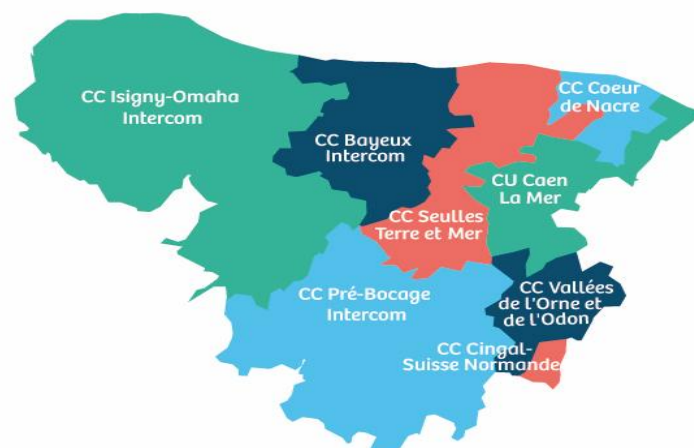 CC Isigny-Omaha
Intercom
CC Bayeux
Intercom
CC Coeur
de Nacre
CU Caen
La Mer
CC Seulles
Terre et Mer
CC Pré-Bocage
Intercom
CC Vallées
de l'Orne et
de l'Odon
CC Cingal-
Suisse Normande